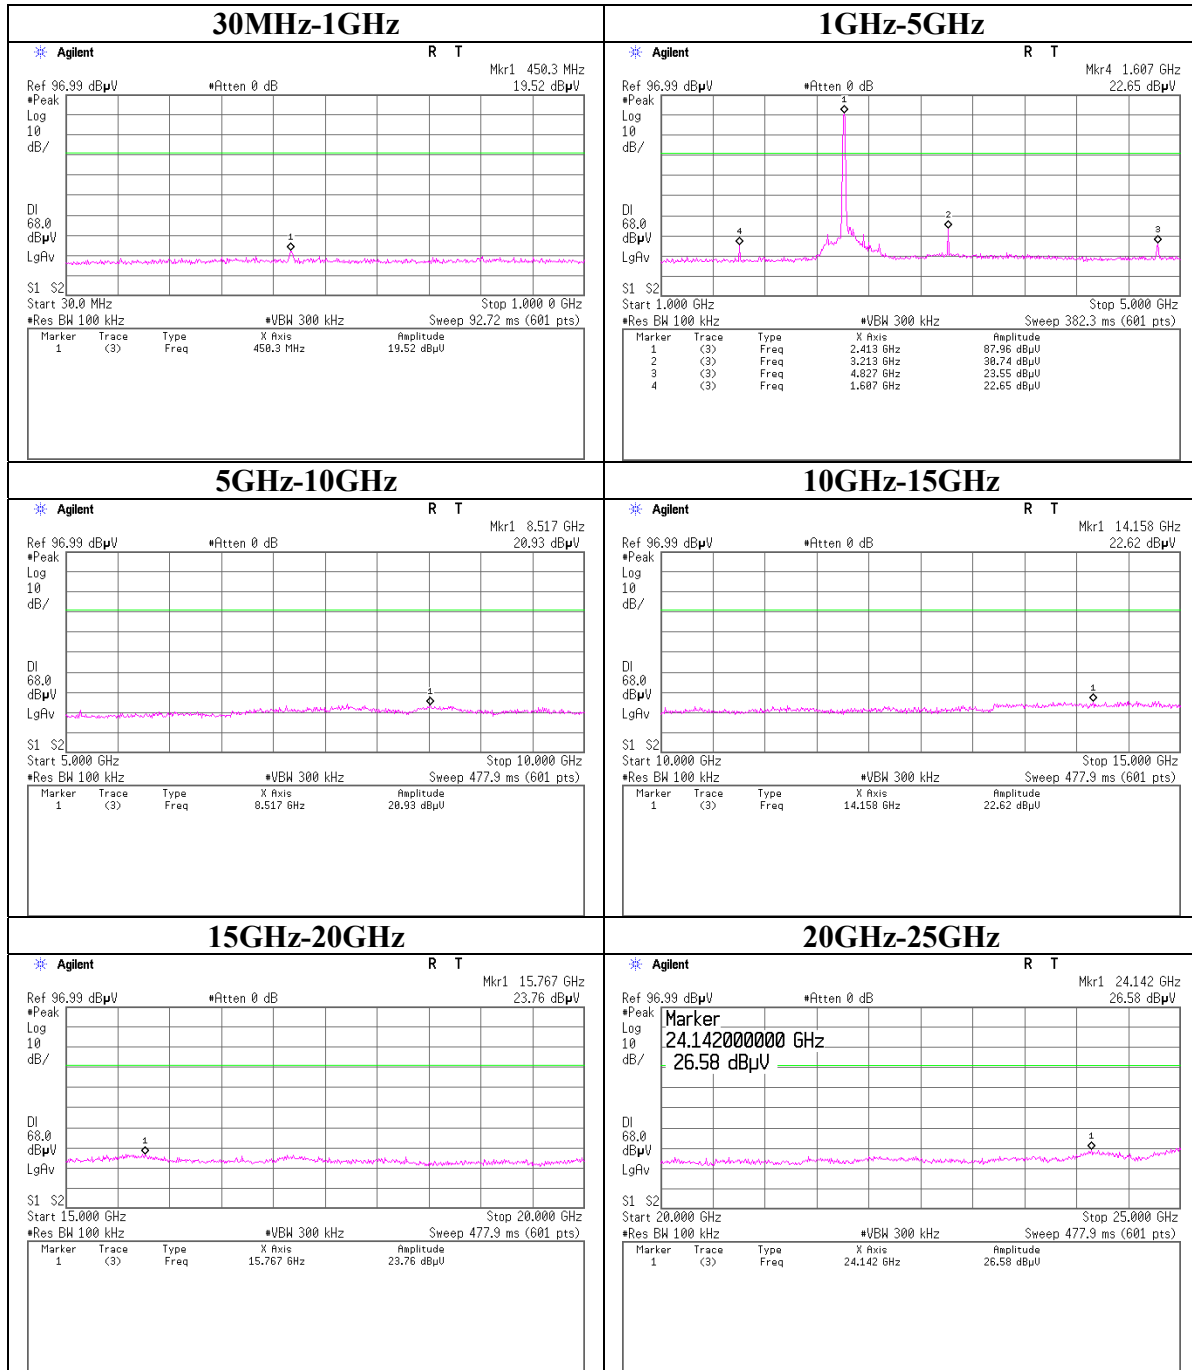 30MHz-1GHz
Agilent R T
Mkr1 450.3 MHz
Ref 96.99 dBµV #Atten 0 dB 19.52 dBµV
#Peak
Log
10
dB/
DI
68.0
dBµV
LgAv
1
S1 S2
Start 30.0 MHz Stop 1.000 0 GHz
#Res BW 100 kHz #VBW 300 kHz Sweep 92.72 ms (601 pts)
Marker Trace Type X Axis Amplitude
1 (3) Freq 450.3 MHz 19.52 dBµV
1GHz-5GHz
Agilent R T
Mkr4 1.607 GHz
Ref 96.99 dBµV #Atten 0 dB 22.65 dBµV
#Peak
Log
10
dB/
DI
68.0
dBµV
LgAv
1
2
3
4
S1 S2
Start 1.000 GHz Stop 5.000 GHz
#Res BW 100 kHz #VBW 300 kHz Sweep 382.3 ms (601 pts)
Marker Trace Type X Axis Amplitude
1 (3) Freq 2.413 GHz 87.96 dBµV
2 (3) Freq 3.213 GHz 30.74 dBµV
3 (3) Freq 4.827 GHz 23.55 dBµV
4 (3) Freq 1.607 GHz 22.65 dBµV
5GHz-10GHz
Agilent R T
Mkr1 8.517 GHz
Ref 96.99 dBµV #Atten 0 dB 20.93 dBµV
#Peak
Log
10
dB/
DI
68.0
dBµV
LgAv
1
S1 S2
Start 5.000 GHz Stop 10.000 GHz
#Res BW 100 kHz #VBW 300 kHz Sweep 477.9 ms (601 pts)
Marker Trace Type X Axis Amplitude
1 (3) Freq 8.517 GHz 20.93 dBµV
10GHz-15GHz
Agilent R T
Mkr1 14.158 GHz
Ref 96.99 dBµV #Atten 0 dB 22.62 dBµV
#Peak
Log
10
dB/
DI
68.0
dBµV
LgAv
1
S1 S2
Start 10.000 GHz Stop 15.000 GHz
#Res BW 100 kHz #VBW 300 kHz Sweep 477.9 ms (601 pts)
Marker Trace Type X Axis Amplitude
1 (3) Freq 14.158 GHz 22.62 dBµV
15GHz-20GHz
Agilent R T
Mkr1 15.767 GHz
Ref 96.99 dBµV #Atten 0 dB 23.76 dBµV
#Peak
Log
10
dB/
DI
68.0
dBµV
LgAv
1
S1 S2
Start 15.000 GHz Stop 20.000 GHz
#Res BW 100 kHz #VBW 300 kHz Sweep 477.9 ms (601 pts)
Marker Trace Type X Axis Amplitude
1 (3) Freq 15.767 GHz 23.76 dBµV
20GHz-25GHz
Agilent R T
Mkr1 24.142 GHz
Ref 96.99 dBµV #Atten 0 dB 26.58 dBµV
#Peak
Log
10
dB/
Marker
24.142000000 GHz
26.58 dBµV
DI
68.0
dBµV
LgAv
1
S1 S2
Start 20.000 GHz Stop 25.000 GHz
#Res BW 100 kHz #VBW 300 kHz Sweep 477.9 ms (601 pts)
Marker Trace Type X Axis Amplitude
1 (3) Freq 24.142 GHz 26.58 dBµV